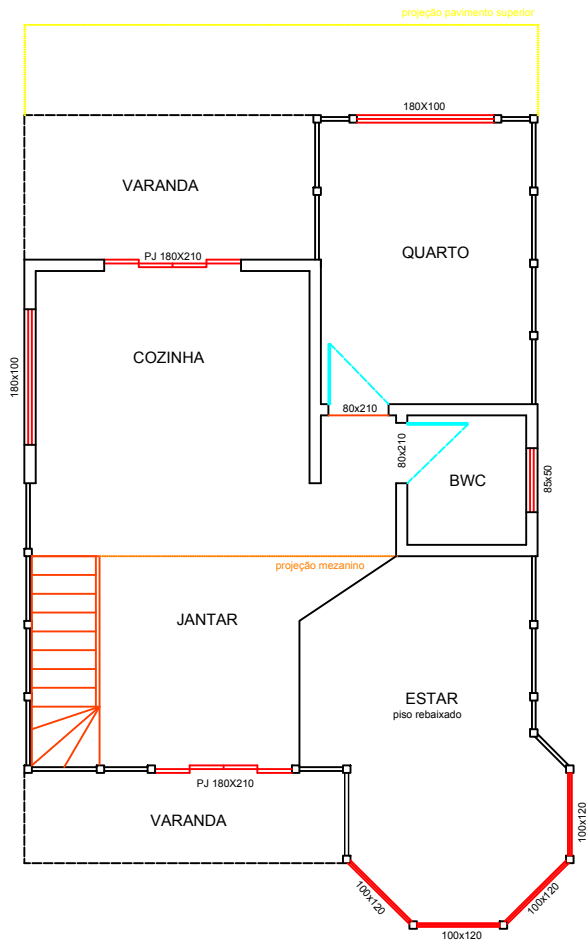 projeção pavimento superior
180X100
VARANDA
QUARTO
PJ 180X210
COZINHA
180x100
80x210
80x210
BWC
85x50
projeção mezanino
JANTAR
ESTAR
piso rebaixado
PJ 180X210
VARANDA
100x120
100x120
100x120
100x120